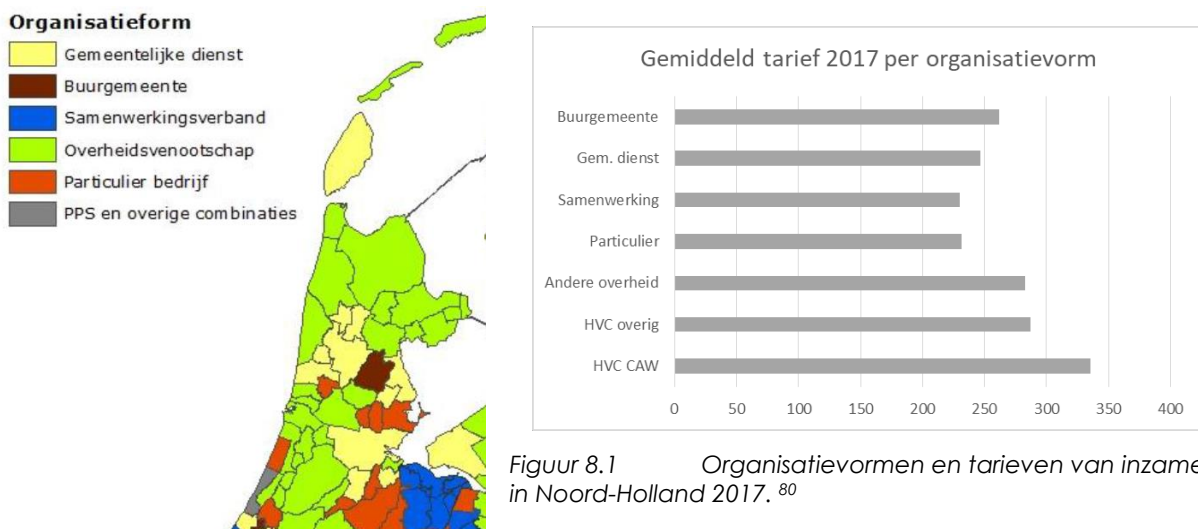 Organisatieform
Gemeentelijke dienst
Buurgemeente
Samenwerkingsverband
Overheidsvenootschap
Particulier bedrijf
PPS en overige combinaties
Gemiddeld tarief 2017 per organisatievorm
Buurgemeente
Gem. dienst
Samenwerking
Particulier
Andere overheid
HVC overig
HVC CAW
0 50 100 150 200 250 300 350 400
Figuur 8.1 Organisatievormen en tarieven van inzame
in Noord-Holland 2017. 80